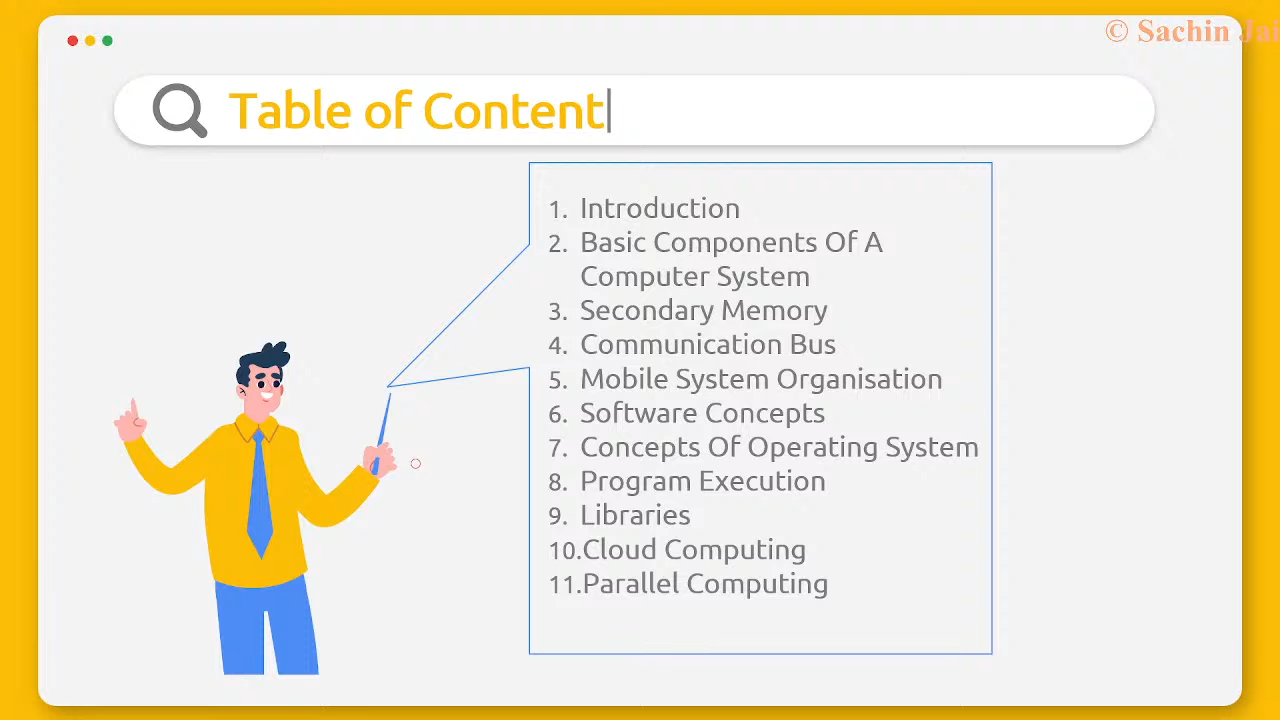 © Sachin Jai
Table of Content
1. Introduction
2. Basic Components Of A
Computer System
3. Secondary Memory
4. Communication Bus
5. Mobile System Organisation
6. Software Concepts
7. Concepts Of Operating System
8. Program Execution
9. Libraries
10.Cloud Computing
11.Parallel Computing